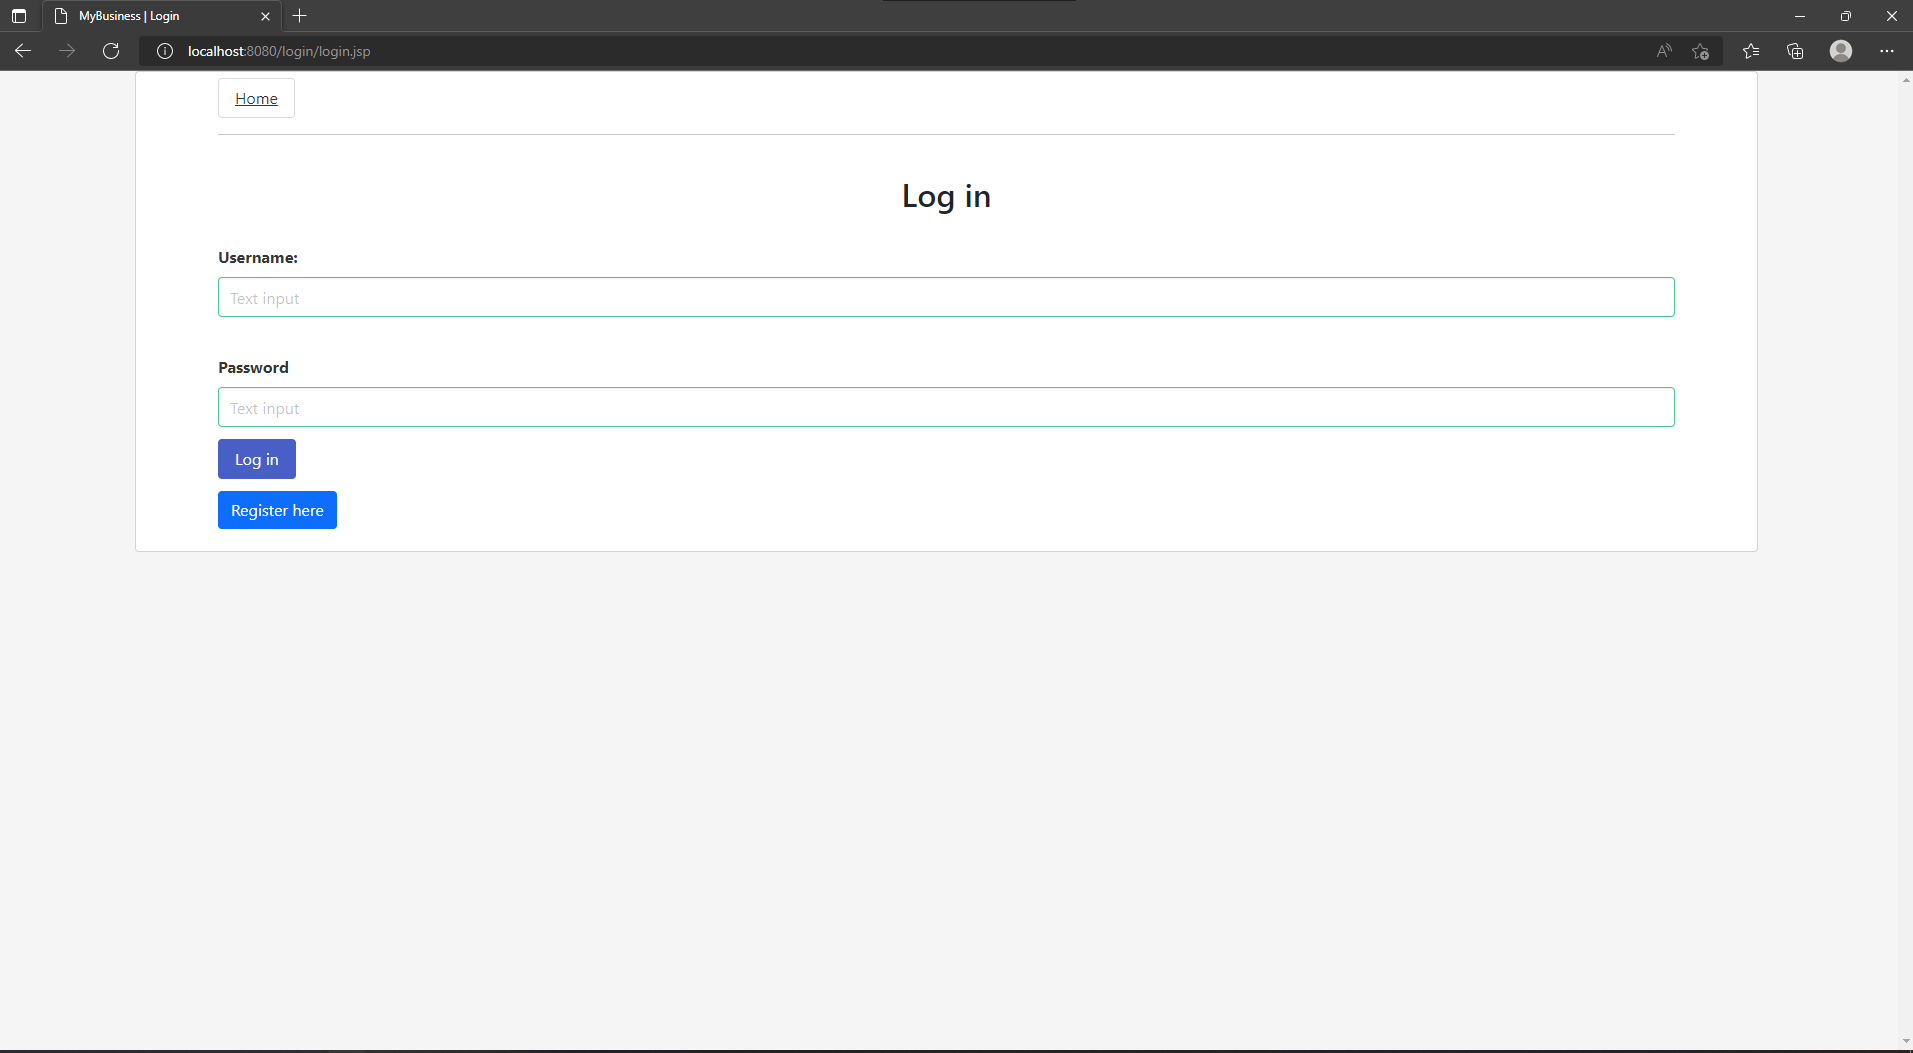 MyBusiness | Login
localhost:8080/login/login.jsp
Home
Log in
Username:
Text input
Password
Text input
Log in
Register here